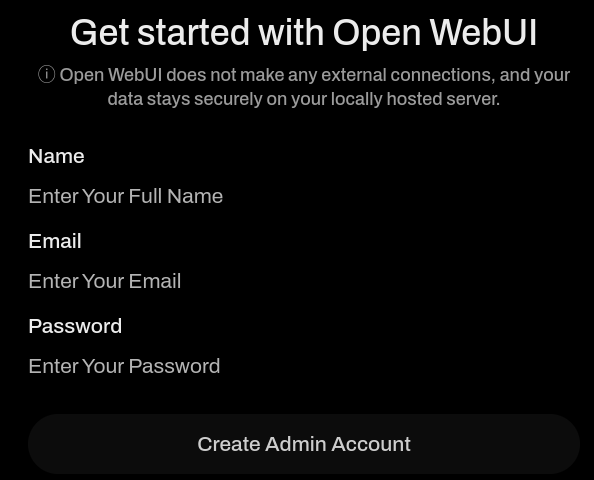 Get started with Open WebUI
ⓘ Open WebUI does not make any external connections, and your
data stays securely on your locally hosted server.
Name
Enter Your Full Name
Email
Enter Your Email
Password
Enter Your Password
Create Admin Account